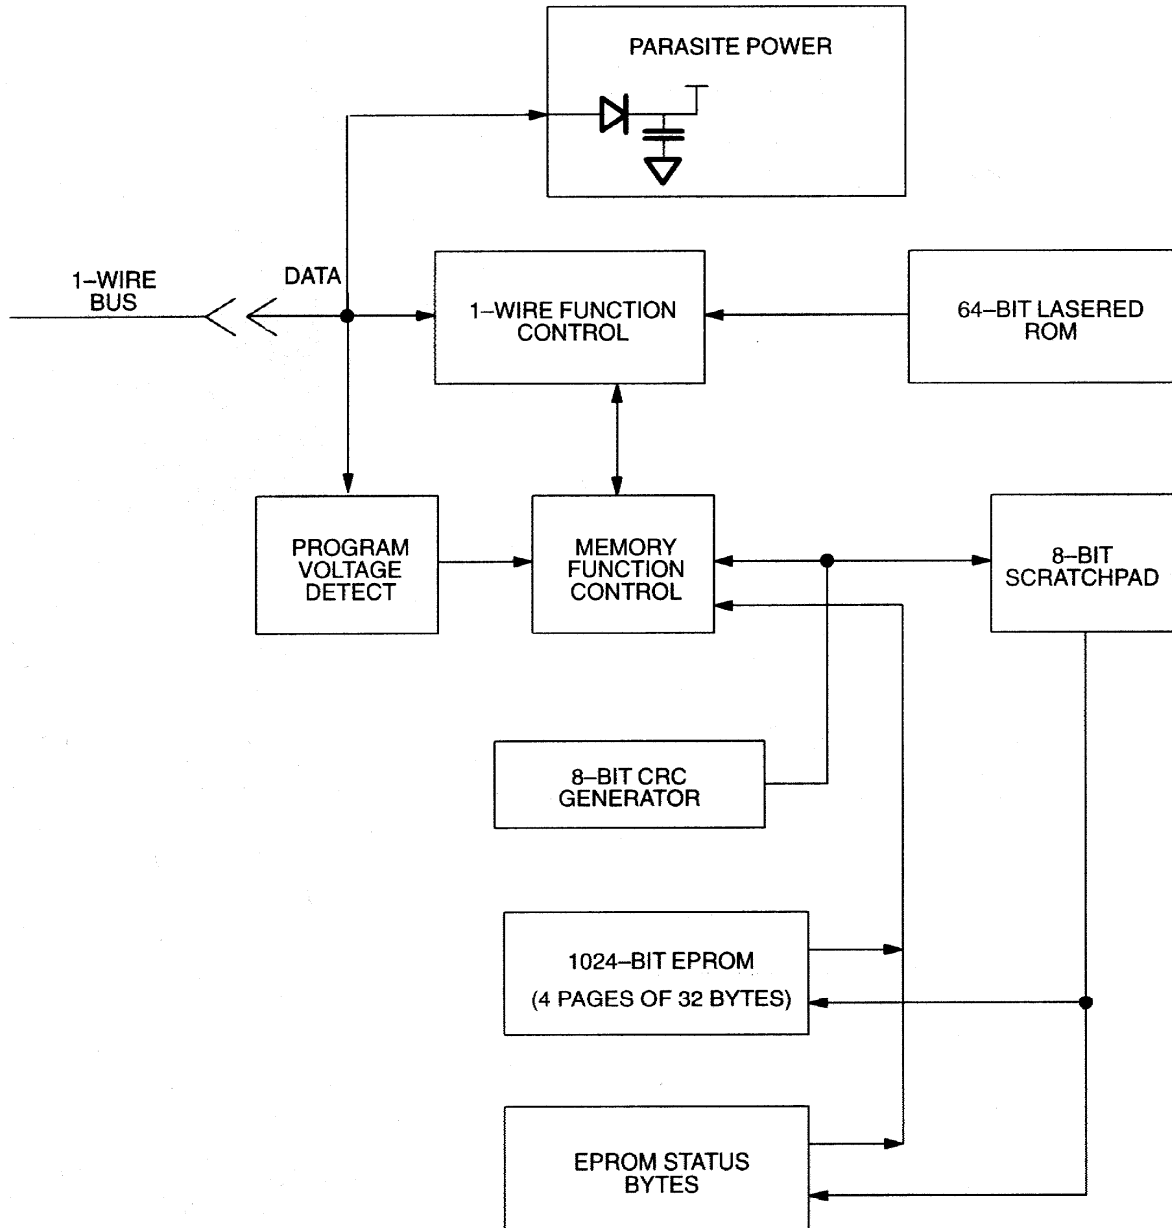 PARASITE POWER
1–WIRE
BUS
DATA
1–WIRE FUNCTION
CONTROL
64–BIT LASERED
ROM
PROGRAM
VOLTAGE
DETECT
MEMORY
FUNCTION
CONTROL
8–BIT
SCRATCHPAD
8–BIT CRC
GENERATOR
1024–BIT EPROM
(4 PAGES OF 32 BYTES)
EPROM STATUS
BYTES